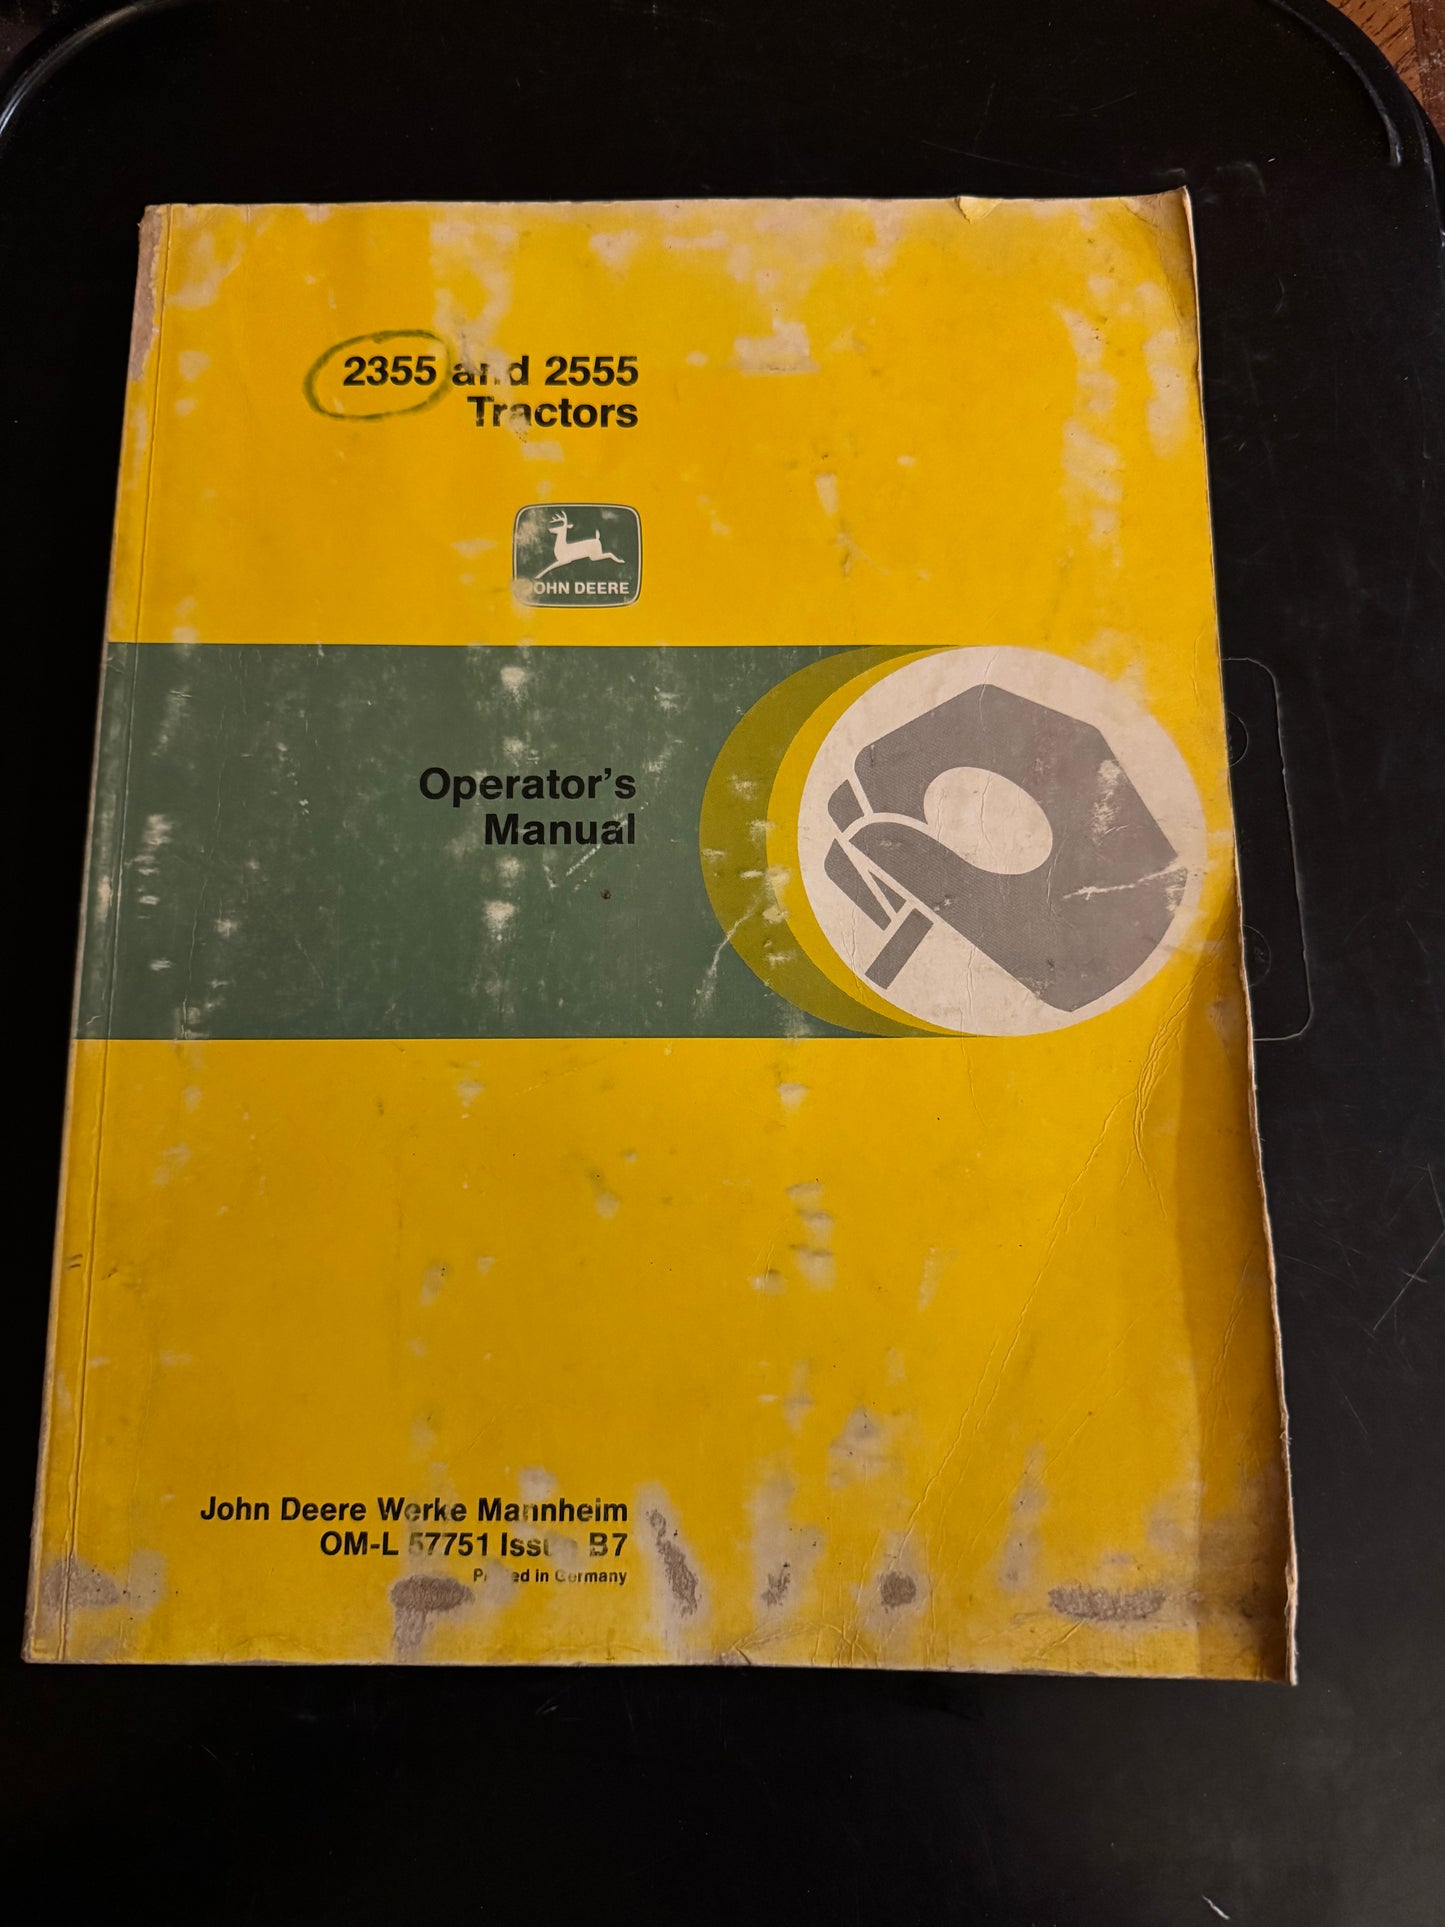 2355 and 2555
Tractors
JOHN DEERE
Operator's
Manual
John Deere Werke Mannheim
OM-L 57751 Issue B7
Printed in Germany